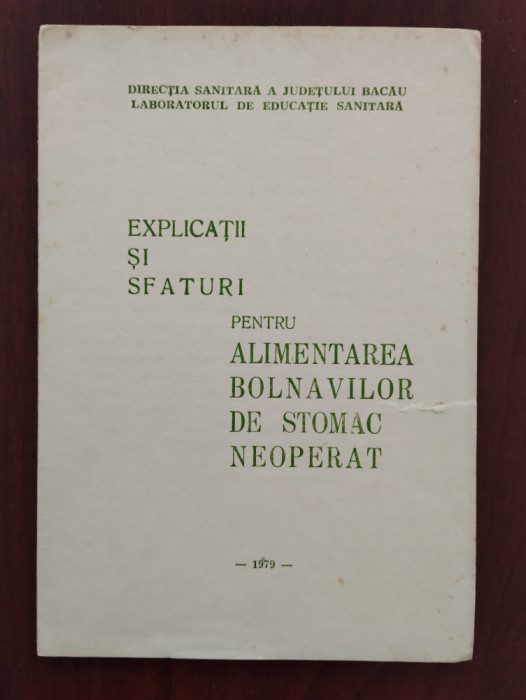 DIRECȚIA SANITARĂ A JUDEȚULUI BACĂU
LABORATORUL DE EDUCAȚIE SANITARĂ
EXPLICAȚII
ȘI
SFATURI
PENTRU
ALIMENTAREA
BOLNAVILOR
DE STOMAC
NEOPERAT
— 1979 —